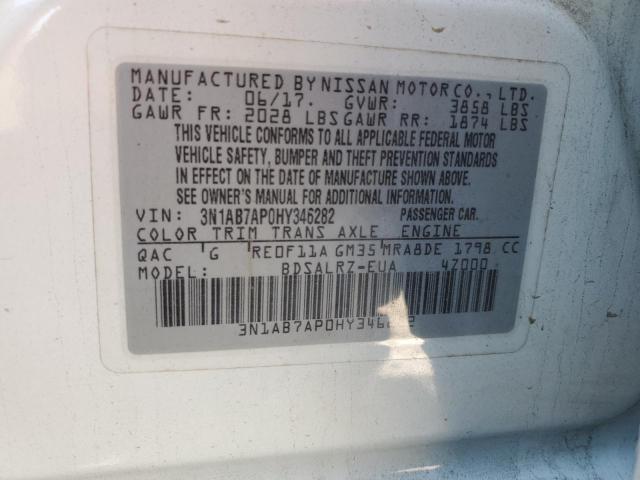 MANUFACTURED BY NISSAN MOTOR CO., LTD.
DATE: 06/17. GVWR: 3858 LBS
GAWR FR: 2028 LBS GAWR RR: 1874 LBS
THIS VEHICLE CONFORMS TO ALL APPLICABLE FEDERAL MOTOR
VEHICLE SAFETY, BUMPER AND THEFT PREVENTION STANDARDS
IN EFFECT ON THE DATE OF MANUFACTURE SHOWN ABOVE.
SEE OWNER'S MANUAL FOR ADDITIONAL INFORMATION
VIN: 3N1AB7AP0HY346282 PASSENGER CAR.
COLOR TRIM TRANS AXLE ENGINE
QAC G RE0F11A GM35 MRA8DE 1798 CC
MODEL: BDSALRZ-EUA 47000
3N1AB7AP0HY346282